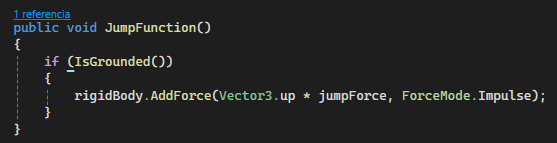 1 referencia
public void JumpFunction()
{
    if (IsGrounded())
    {
        rigidBody.AddForce(Vector3.up * jumpForce, ForceMode.Impulse);
    }
}